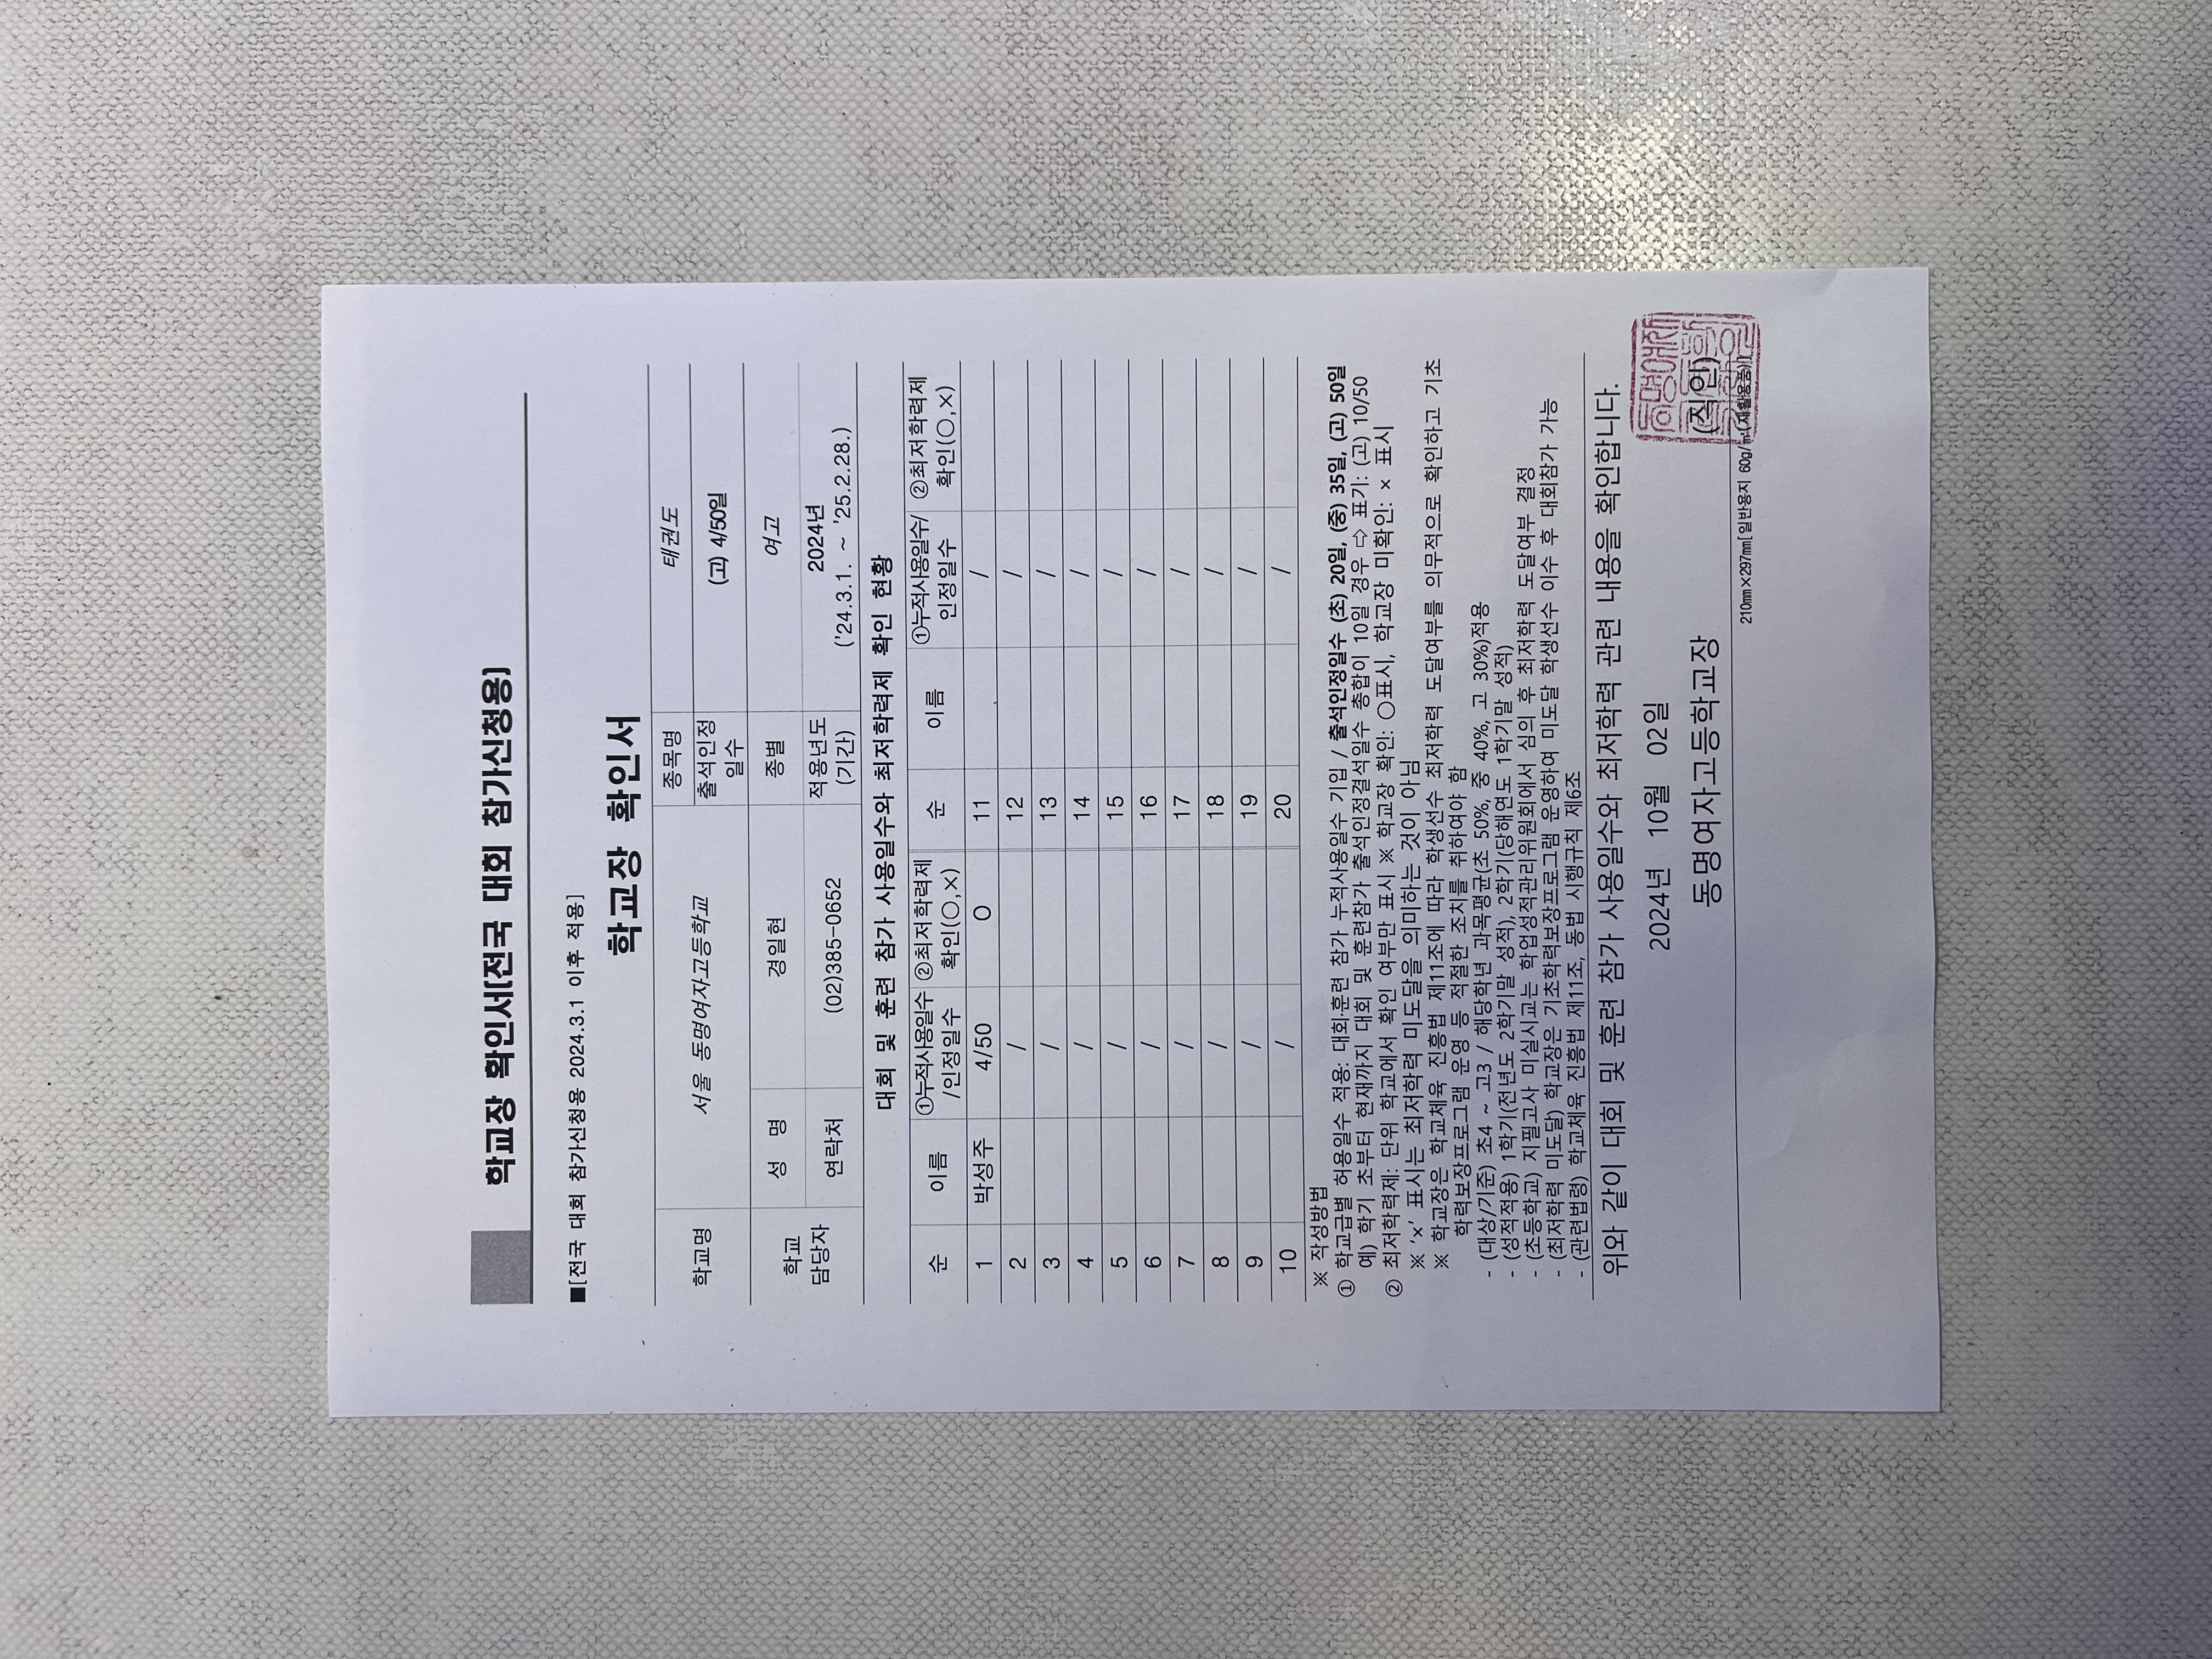 학교장 확인서[전국 대회 참가신청용]
■[전국 대회 참가신청용 2024.3.1 이후 적용]
학교장 확인서
학교명 서울 동명여자고등학교 종목명 태권도
출석인정 일수 (고) 4/50일
학교 담당자 성 명 경일현 종별 여고
연락처 (02)385-0652 적용년도 (기간) 2024년 ('24.3.1. ~ '25.2.28.)
대회 및 훈련 참가 사용일수와 최저학력제 확인 현황
순 이름 ①누적사용일수 /인정일수 ②최저학력제 확인(○,×) 순 이름 ①누적사용일수/ 인정일수 ②최저학력제 확인(○,×)
1 박성주 4/50 ○ 11 /
2 / 12 /
3 / 13 /
4 / 14 /
5 / 15 /
6 / 16 /
7 / 17 /
8 / 18 /
9 / 19 /
10 / 20 /
※ 작성방법
① 학교급별 허용일수 적용: 대회·훈련 참가 누적사용일수 기입 / 출석인정일수 (초) 20일, (중) 35일, (고) 50일
예) 학기 초부터 현재까지 대회 및 훈련참가 출석인정결석일수 총합이 10일 경우 ⇨ 표기: (고) 10/50
② 최저학력제: 단위 학교에서 확인 여부만 표시 ※ 학교장 확인: ○표시, 학교장 미확인: × 표시
※ '×' 표시는 최저학력 미도달을 의미하는 것이 아님
※ 학교장은 학교체육 진흥법 제11조에 따라 학생선수 최저학력 도달여부를 의무적으로 확인하고 기초
학력보장프로그램 운영 등 적절한 조치를 취하여야 함
- (대상/기준) 초4 ~ 고3 / 해당학년 과목평균(초 50%, 중 40%, 고 30%)적용
- (성적적용) 1학기(전년도 2학기말 성적), 2학기(당해연도 1학기말 성적)
- (초등학교) 지필고사 미실시교는 학업성적관리위원회에서 심의 후 최저학력 도달여부 결정
- (최저학력 미도달) 학교장은 기초학력보장프로그램 운영하여 미도달 학생선수 이수 후 대회참가 가능
- (관련법령) 학교체육 진흥법 제11조, 동법 시행규칙 제6조
위와 같이 대회 및 훈련 참가 사용일수와 최저학력 관련 내용을 확인합니다.
2024년 10월 02일
동명여자고등학교장 (직인)
210mm×297mm[일반용지 60g/㎡(재활용품)]